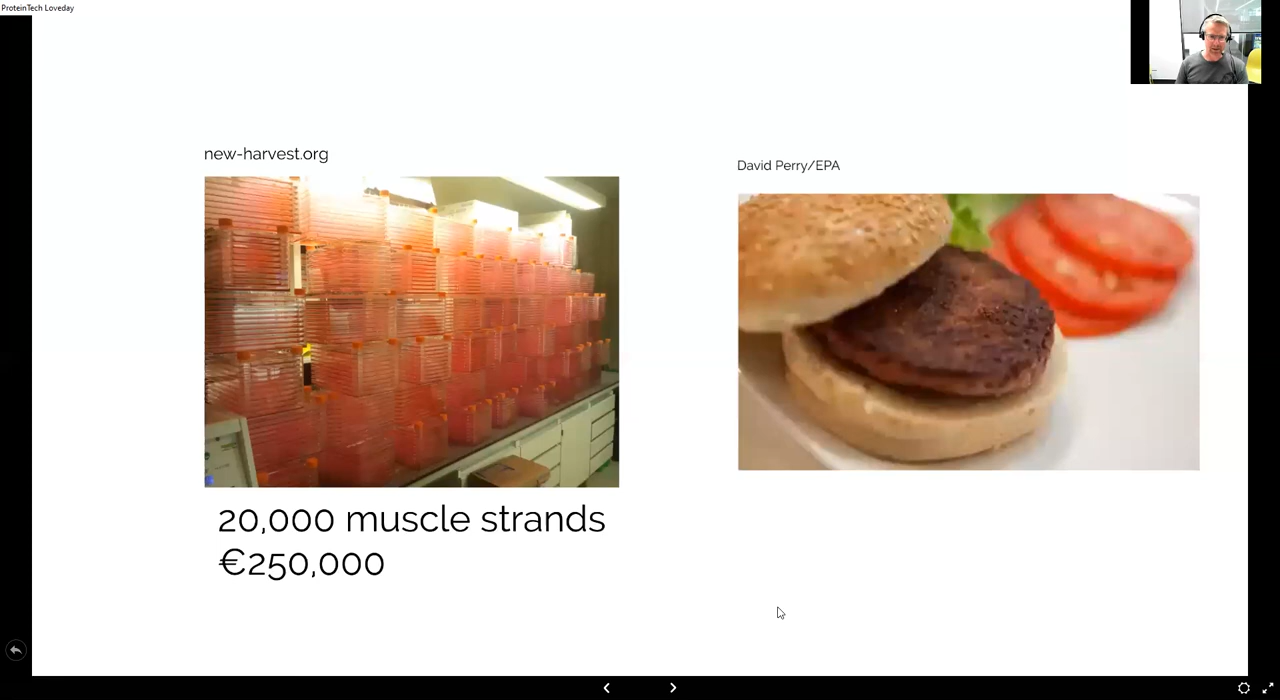 ProteinTech Loveday
new-harvest.org
David Perry/EPA
20,000 muscle strands
€250,000